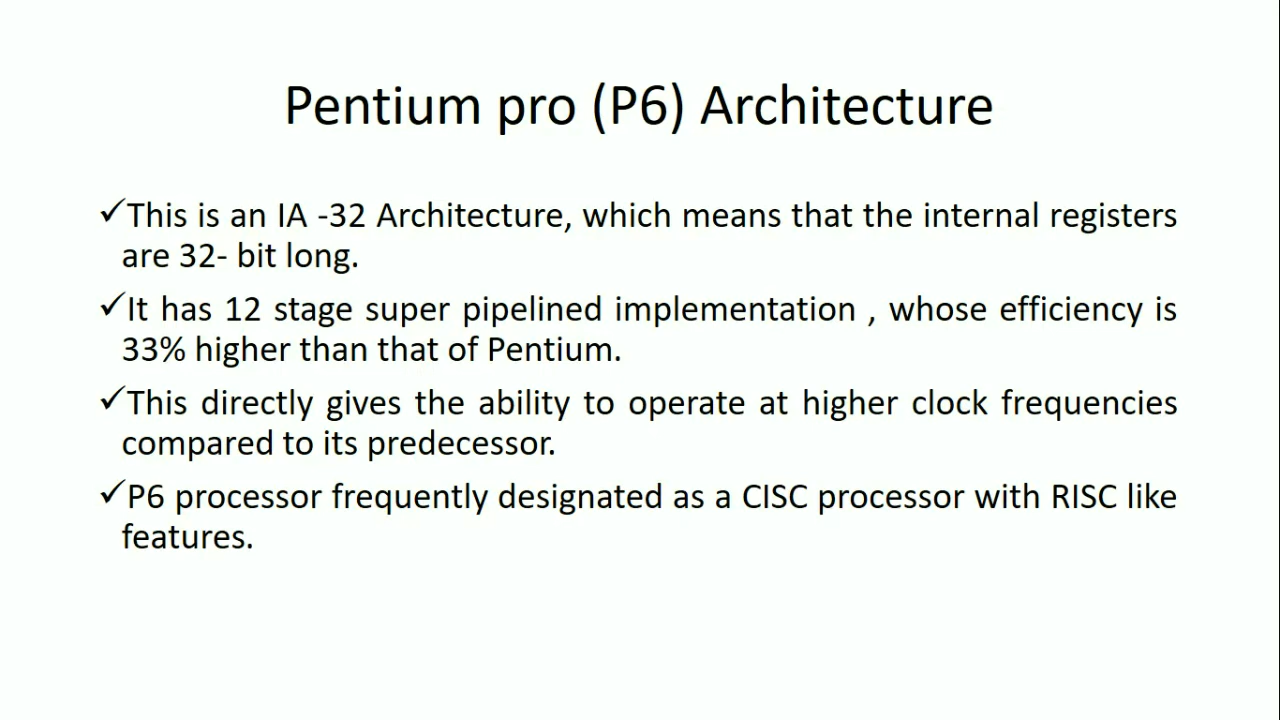 Pentium pro (P6) Architecture
✓This is an IA -32 Architecture, which means that the internal registers
are 32- bit long.
✓It has 12 stage super pipelined implementation , whose efficiency is
33% higher than that of Pentium.
✓This directly gives the ability to operate at higher clock frequencies
compared to its predecessor.
✓P6 processor frequently designated as a CISC processor with RISC like
features.